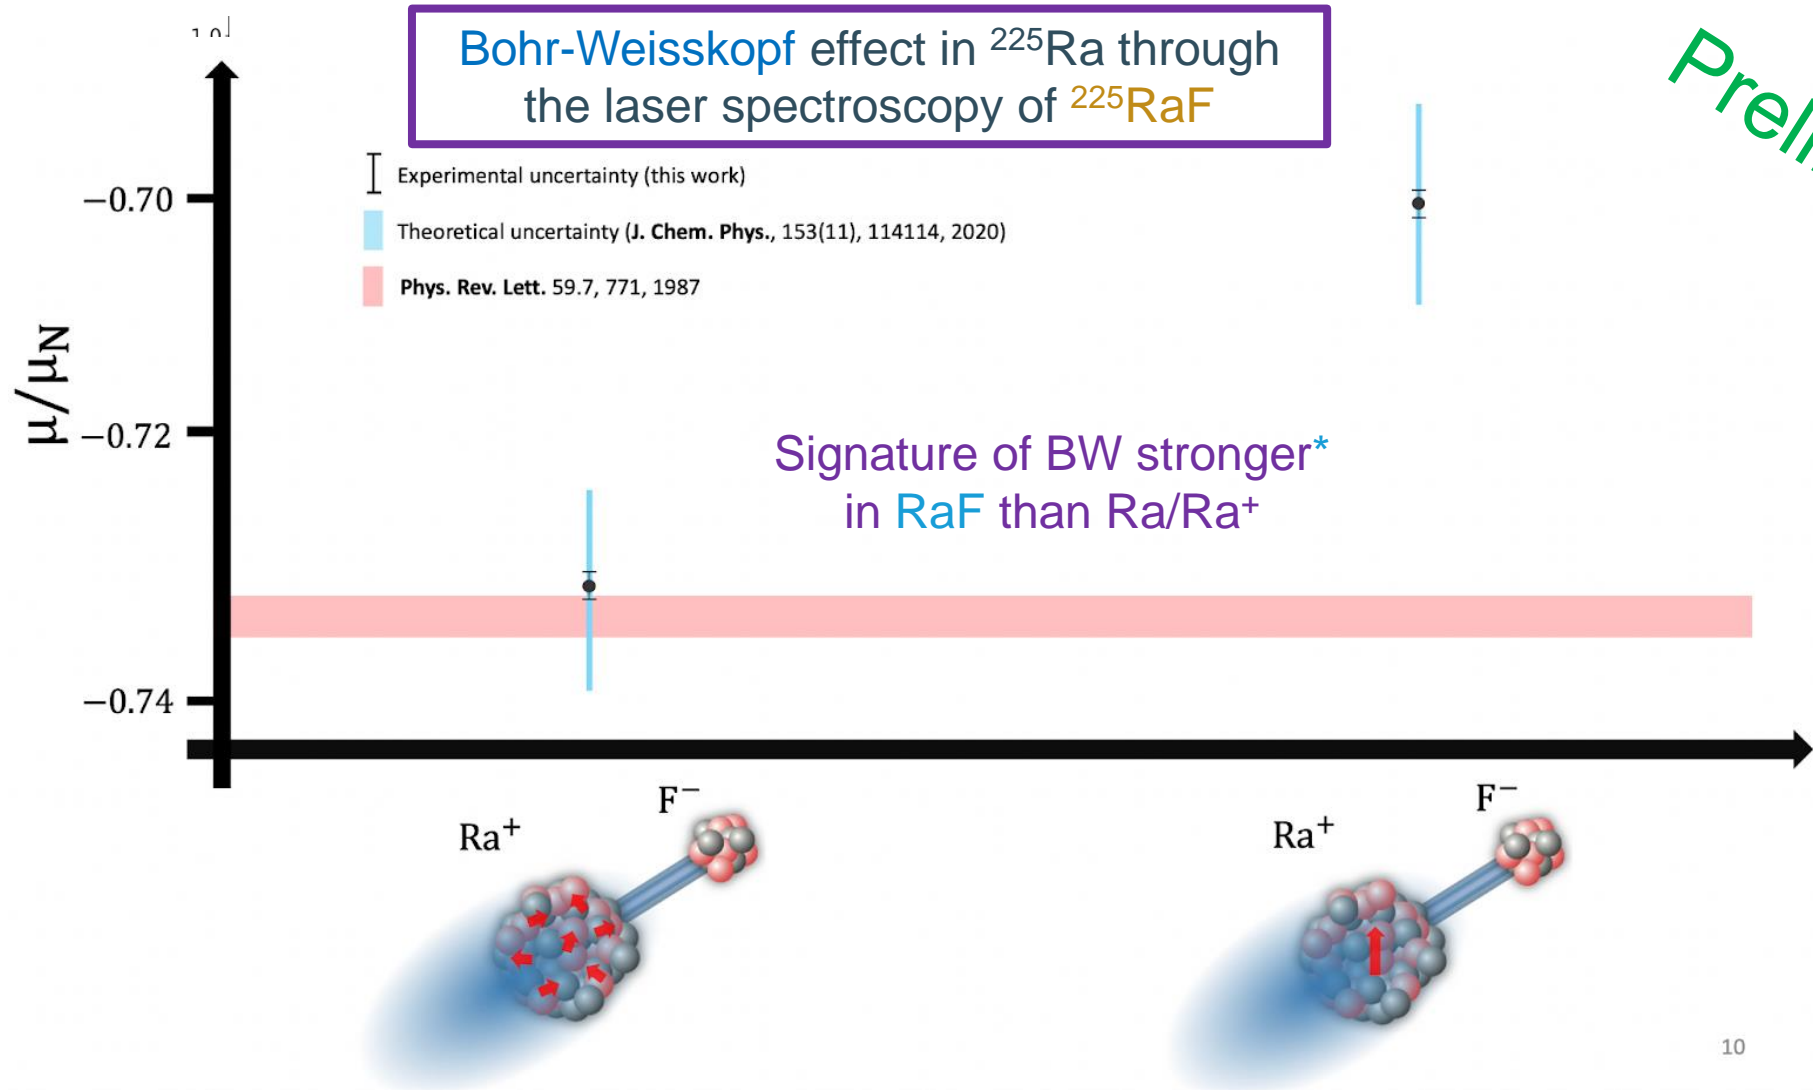 Bohr-Weisskopf effect in ²²⁵Ra through
the laser spectroscopy of ²²⁵RaF
Experimental uncertainty (this work)
Theoretical uncertainty (J. Chem. Phys., 153(11), 114114, 2020)
Phys. Rev. Lett. 59.7, 771, 1987
μ/μN
−0.70
−0.72
−0.74
Signature of BW stronger*
in RaF than Ra/Ra⁺
Ra⁺
F⁻
Ra⁺
F⁻
10